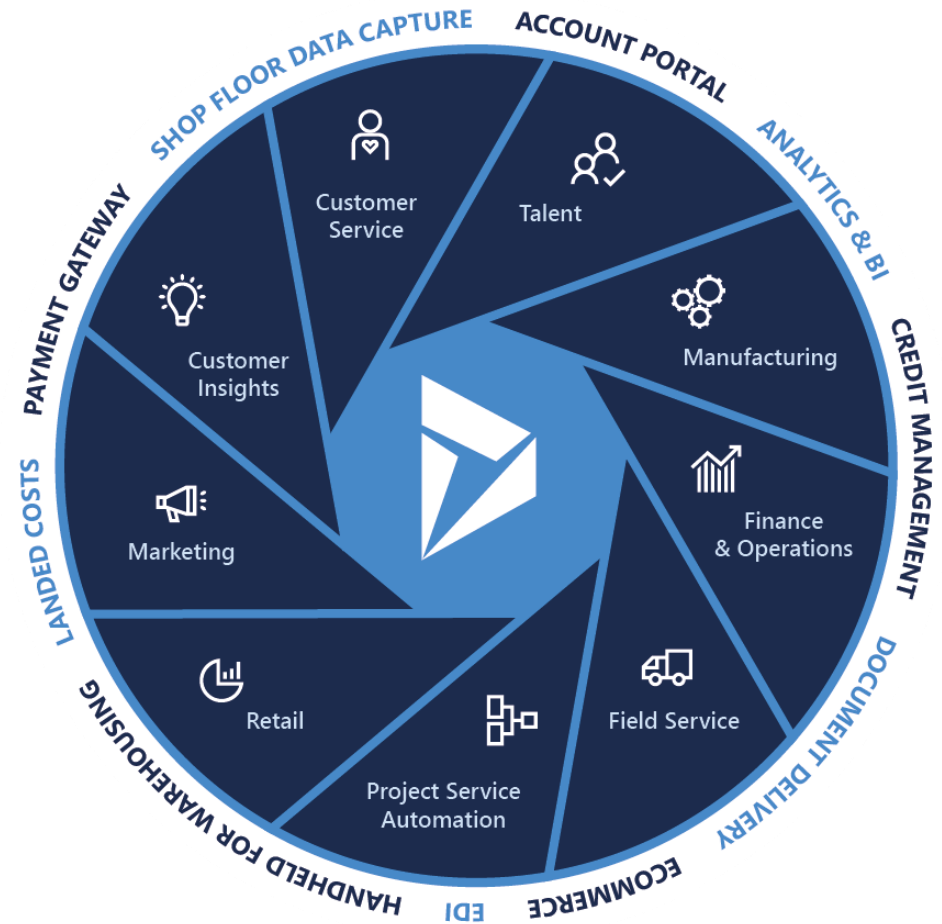 SHOP FLOOR DATA CAPTURE
ACCOUNT PORTAL
ANALYTICS & BI
CREDIT MANAGEMENT
DOCUMENT DELIVERY
ECOMMERCE
EDI
HANDHELD FOR WAREHOUSING
LANDED COSTS
PAYMENT GATEWAY
Customer
Service
Talent
Manufacturing
Finance
& Operations
Field Service
Project Service
Automation
Retail
Marketing
Customer
Insights